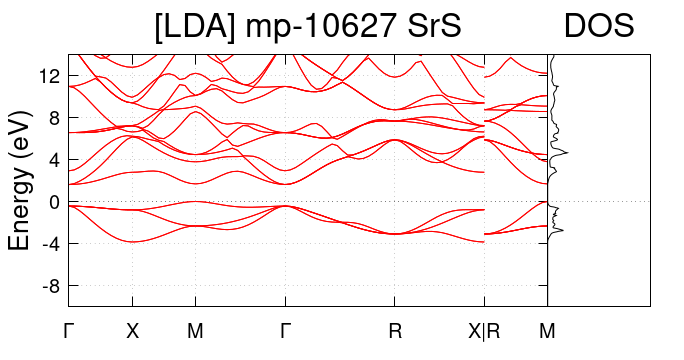 [LDA] mp-10627 SrS DOS
Energy (eV)
12
8
4
0
-4
-8
Γ X M Γ R X|R M